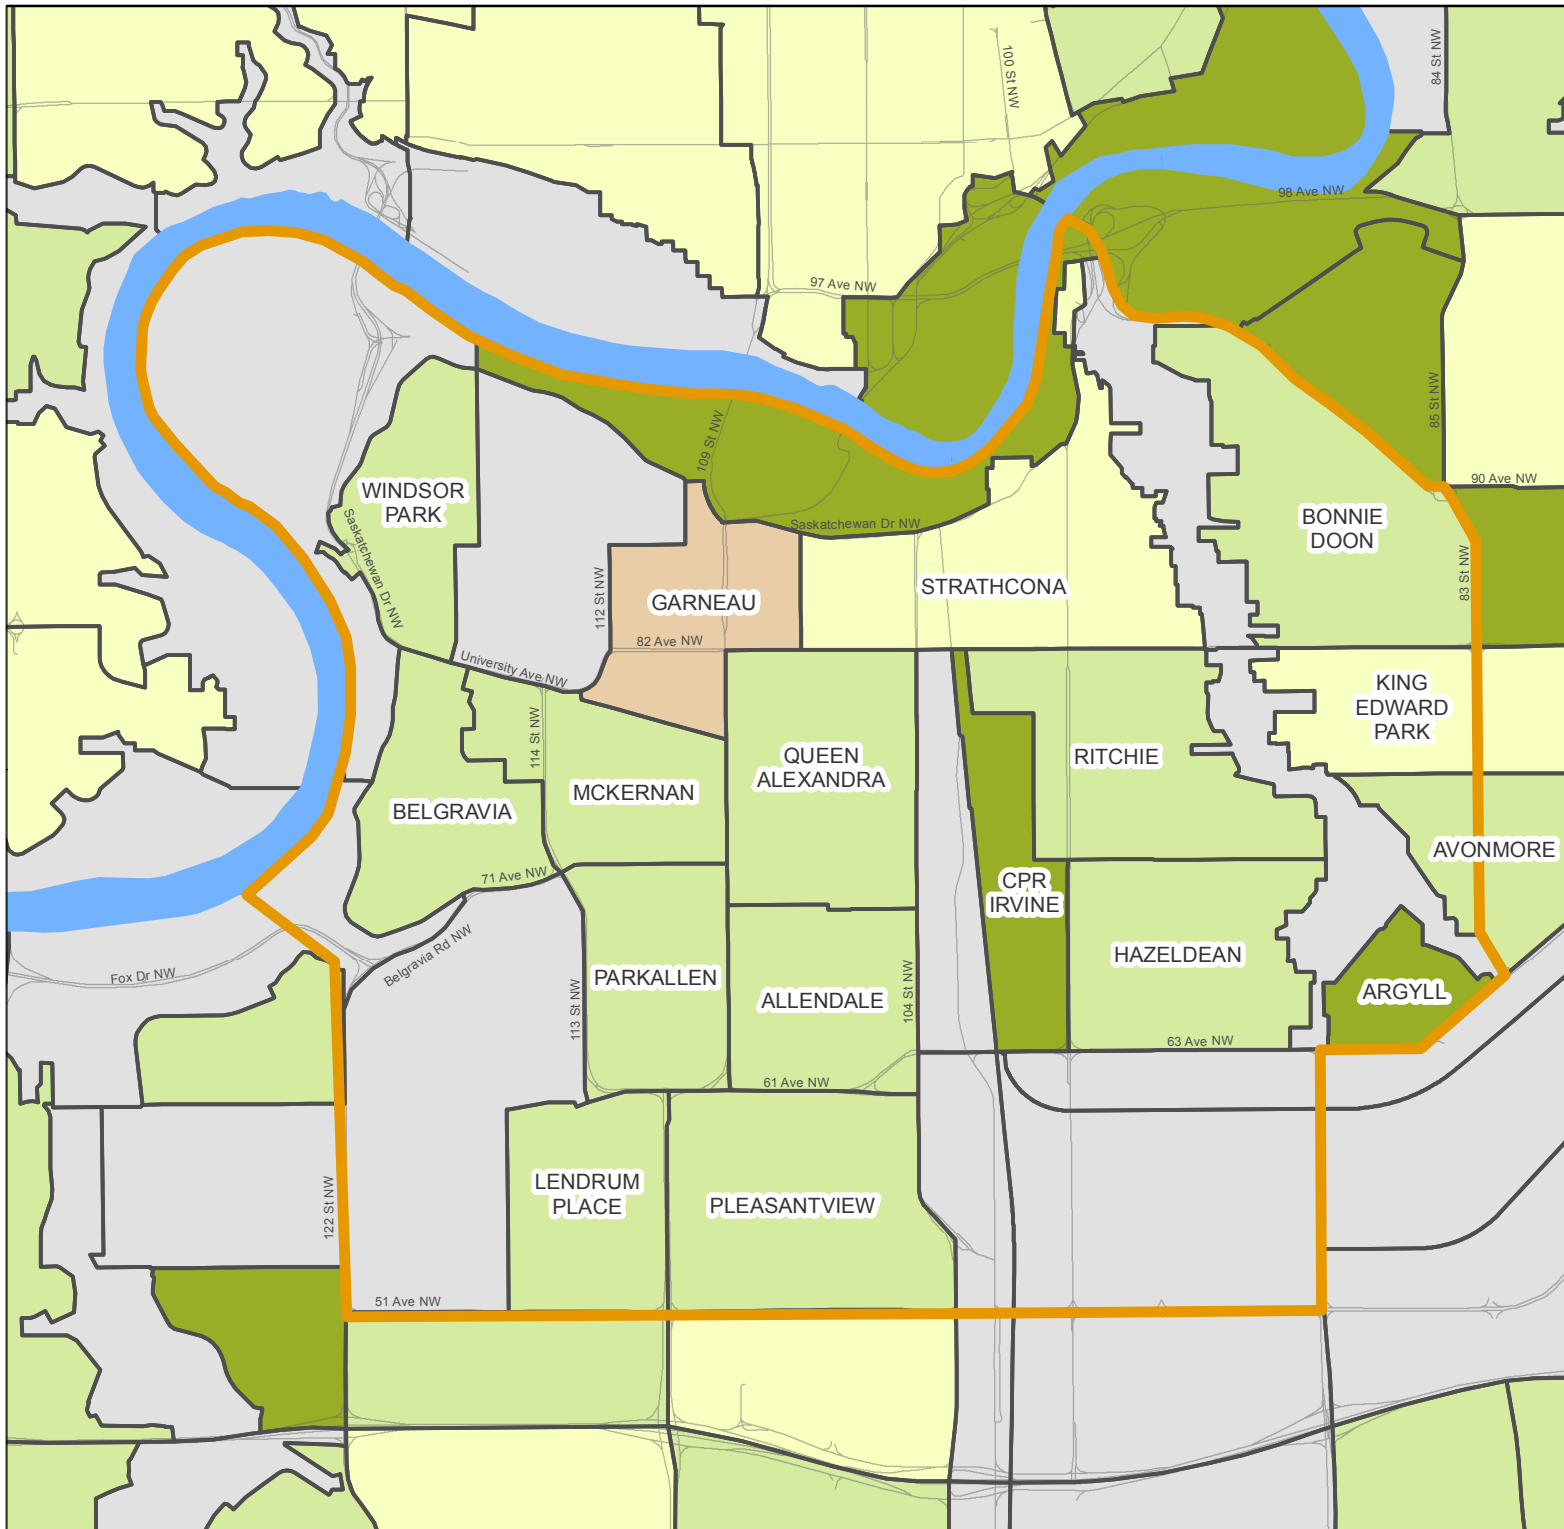 84 St NW
100 St NW
98 Ave NW
97 Ave NW
85 St NW
109 St NW
90 Ave NW
WINDSOR
PARK
Saskatchewan Dr NW
BONNIE
DOON
Saskatchewan Dr NW
83 St NW
STRATHCONA
112 St NW
GARNEAU
82 Ave NW
University Ave NW
KING
EDWARD
PARK
114 St NW
QUEEN
ALEXANDRA
RITCHIE
MCKERNAN
BELGRAVIA
AVONMORE
71 Ave NW
CPR
IRVINE
Belgravia Rd NW
HAZELDEAN
Fox Dr NW
PARKALLEN
ALLENDALE
104 St NW
ARGYLL
113 St NW
63 Ave NW
61 Ave NW
LENDRUM
PLACE
PLEASANTVIEW
122 St NW
51 Ave NW